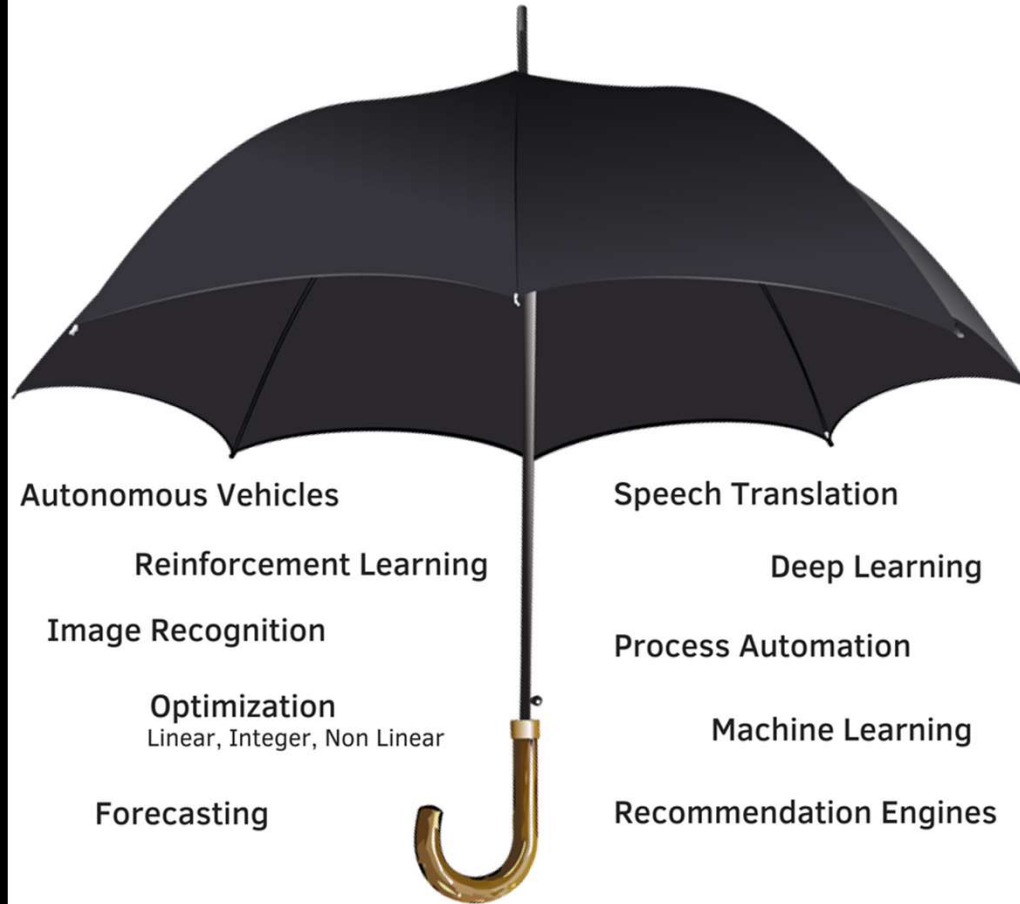 Autonomous Vehicles
Speech Translation
Reinforcement Learning
Deep Learning
Image Recognition
Process Automation
Optimization
Linear, Integer, Non Linear
Machine Learning
Forecasting
Recommendation Engines